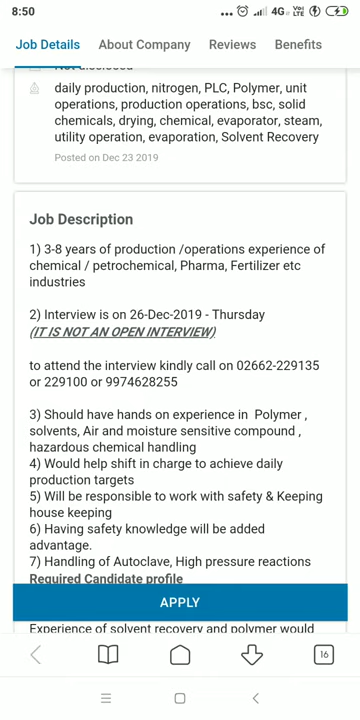 8:50
4G
Vo)
LTE
Job Details
About Company
Reviews
Benefits
Not disclosed
daily production, nitrogen, PLC, Polymer, unit
operations, production operations, bsc, solid
chemicals, drying, chemical, evaporator, steam,
utility operation, evaporation, Solvent Recovery
Posted on Dec 23 2019
Job Description
1) 3-8 years of production /operations experience of
chemical / petrochemical, Pharma, Fertilizer etc
industries
2) Interview is on 26-Dec-2019 - Thursday
(IT IS NOT AN OPEN INTERVIEW)
to attend the interview kindly call on 02662-229135
or 229100 or 9974628255
3) Should have hands on experience in Polymer ,
solvents, Air and moisture sensitive compound ,
hazardous chemical handling
4) Would help shift in charge to achieve daily
production targets
5) Will be responsible to work with safety & Keeping
house keeping
6) Having safety knowledge will be added
advantage.
7) Handling of Autoclave, High pressure reactions
Required Candidate profile
APPLY
Experience of solvent recovery and polymer would
16